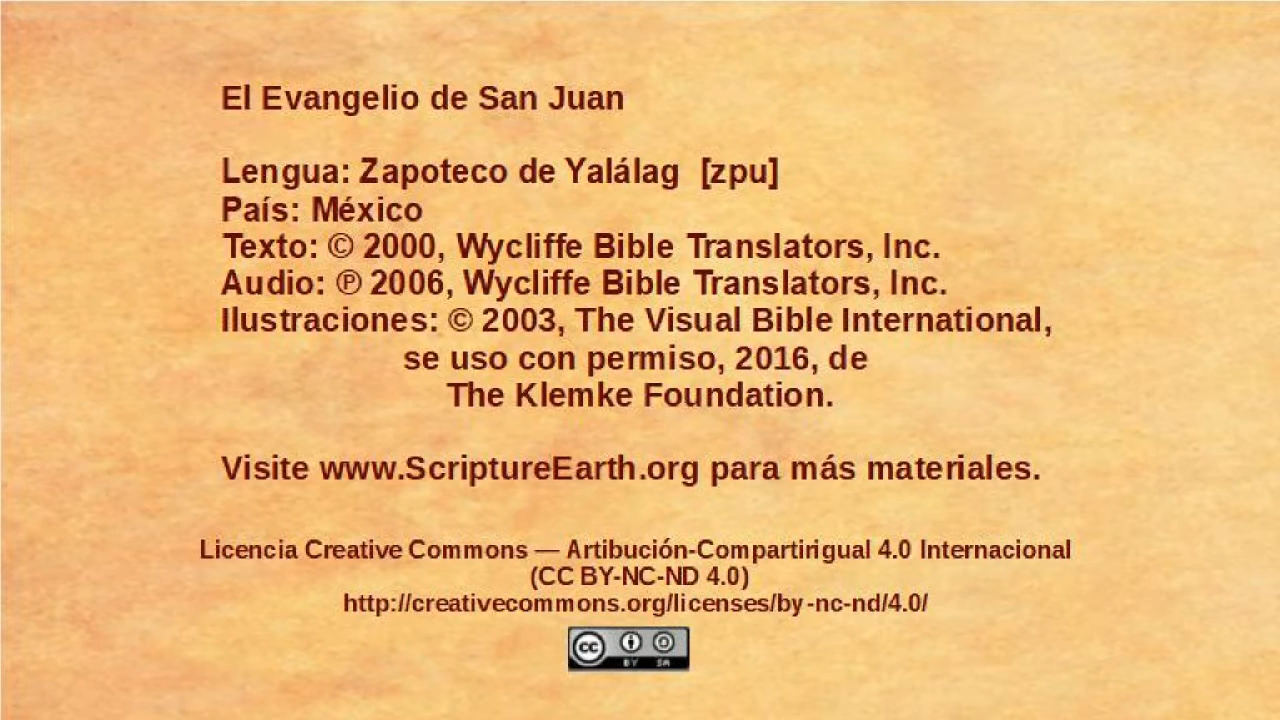 El Evangelio de San Juan
Lengua: Zapoteco de Yalálag [zpu]
País: México
Texto: © 2000, Wycliffe Bible Translators, Inc.
Audio: ℗ 2006, Wycliffe Bible Translators, Inc.
Ilustraciones: © 2003, The Visual Bible International,
se uso con permiso, 2016, de
The Klemke Foundation.
Visite www.ScriptureEarth.org para más materiales.
Licencia Creative Commons — Artibución-Compartirigual 4.0 Internacional
(CC BY-NC-ND 4.0)
http://creativecommons.org/licenses/by-nc-nd/4.0/
cc BY SA